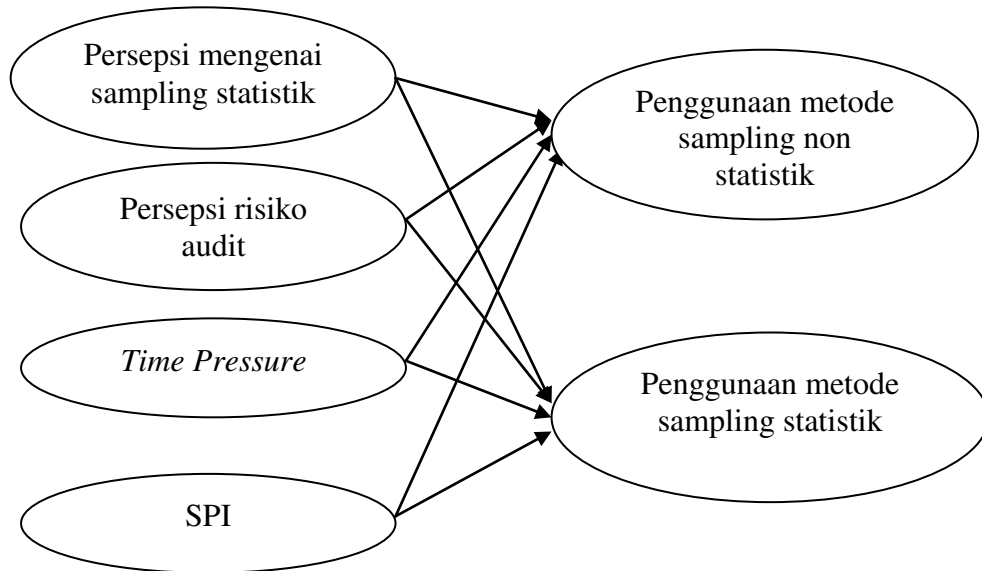 Persepsi mengenai
sampling statistik
Persepsi risiko
audit
Time Pressure
SPI
Penggunaan metode
sampling non
statistik
Penggunaan metode
sampling statistik